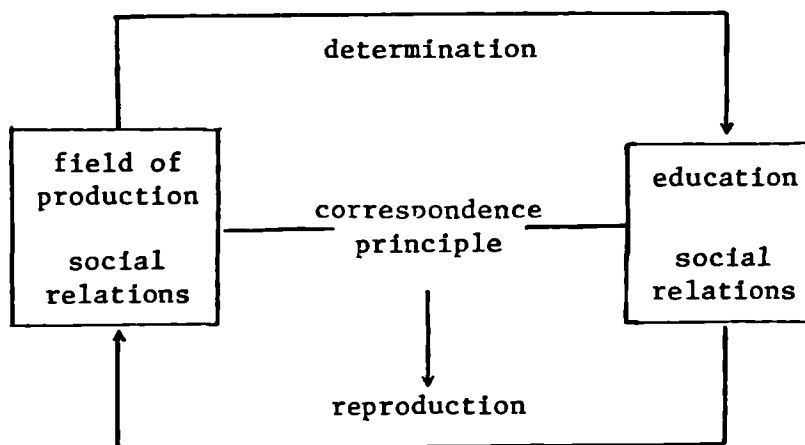 determination
field of
production
social
relations
correspondence
principle
education
social
relations
reproduction